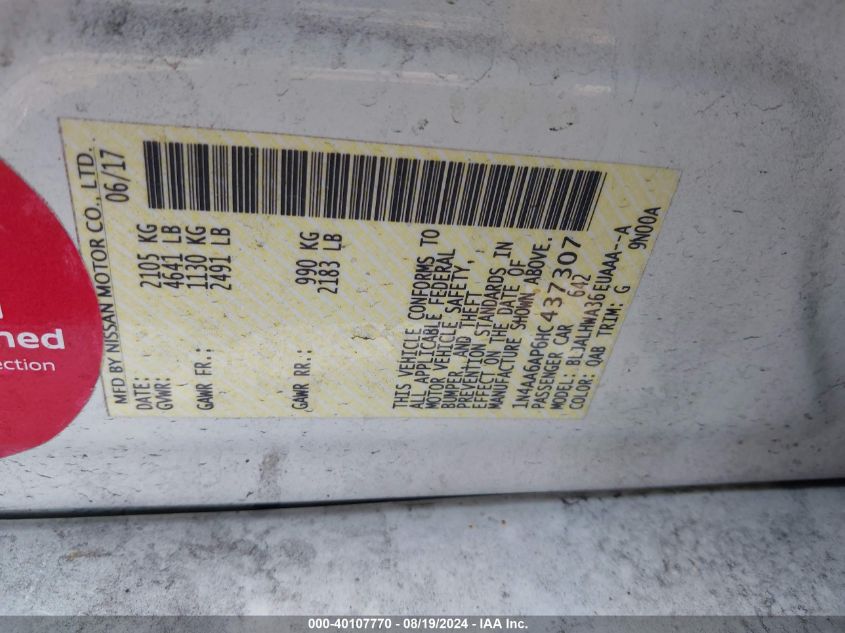 MFD BY NISSAN MOTOR CO., LTD.
DATE: 06/17
GVWR: 2105 KG
4641 LB
GAWR FR.: 1130 KG
2491 LB
GAWR RR.: 990 KG
2183 LB
THIS VEHICLE CONFORMS TO
ALL APPLICABLE FEDERAL
MOTOR VEHICLE SAFETY,
BUMPER, AND THEFT
PREVENTION STANDARDS IN
EFFECT ON THE DATE OF
MANUFACTURE SHOWN ABOVE.
1N4AA6AP6HC437307
PASSENGER CAR 642
MODEL: BLJALHWA36EUAAA--A
COLOR: QAB TRIM: G 9N00A
ned
ection
000-40107770 - 08/19/2024 - IAA Inc.